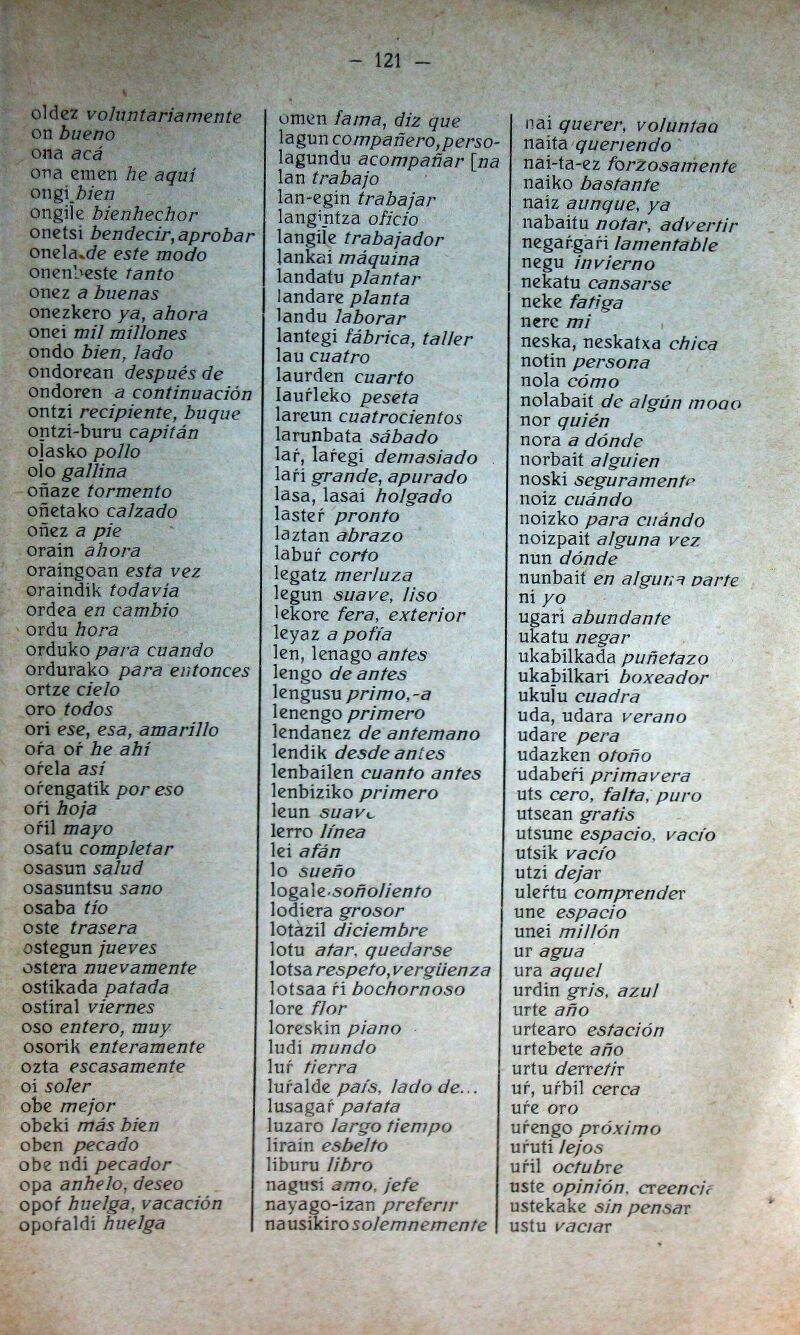 - 121 -
oldez voluntariamente
on bueno
ona acá
ona emen he aquí
ongi bien
ongile bienhechor
onetsi bendecir, aprobar
onela de este modo
onenbeste tanto
onez a buenas
onezkero ya, ahora
onei mil millones
ondo bien, lado
ondorean después de
ondoren a continuación
ontzi recipiente, buque
ontzi-buru capitán
olasko pollo
olo gallina
oñaze tormento
oñetako calzado
oñez a pie
orain ahora
oraingoan esta vez
oraindik todavía
ordea en cambio
ordu hora
orduko para cuando
ordurako para entonces
ortze cielo
oro todos
ori ese, esa, amarillo
oŕa oŕ he ahí
oŕela así
oŕengatik por eso
oŕi hoja
oŕil mayo
osatu completar
osasun salud
osasuntsu sano
osaba tío
oste trasera
ostegun jueves
ostera nuevamente
ostikada patada
ostiral viernes
oso entero, muy
osorik enteramente
ozta escasamente
oi soler
obe mejor
obeki más bien
oben pecado
obe ndi pecador
opa anhelo, deseo
opoŕ huelga, vacación
opoŕaldi huelga
omen fama, diz que
lagun compañero, perso-
lagundu acompañar [na
lan trabajo
lan-egin trabajar
langintza oficio
langile trabajador
lankai máquina
landatu plantar
landare planta
landu laborar
lantegi fábrica, taller
lau cuatro
laurden cuarto
lauŕleko peseta
lareun cuatrocientos
larunbata sábado
laŕ, laŕegi demasiado
laŕi grande, apurado
lasa, lasai holgado
lasteŕ pronto
laztan abrazo
labuŕ corto
legatz merluza
legun suave, liso
lekore fera, exterior
leyaz a pofía
len, lenago antes
lengo de antes
lengusu primo,-a
lenengo primero
lendanez de antemano
lendik desde antes
lenbailen cuanto antes
lenbiziko primero
leun suave
lerro línea
lei afán
lo sueño
logale soñoliento
lodiera grosor
lotàzil diciembre
lotu atar, quedarse
lotsa respeto, vergüenza
lotsaa ŕi bochornoso
lore flor
loreskin piano
ludi mundo
luŕ tierra
luŕalde país, lado de...
lusagaŕ patata
luzaro largo tiempo
lirain esbelto
liburu libro
nagusi amo, jefe
nayago-izan preferir
nausikiro solemnemente
nai querer, voluntad
naita queriendo
nai-ta-ez forzosamente
naiko bastante
naiz aunque, ya
nabaitu notar, advertir
negaŕgaŕi lamentable
negu invierno
nekatu cansarse
neke fatiga
nere mi
neska, neskatxa chica
notin persona
nola cómo
nolabait de algún modo
nor quién
nora a dónde
norbait alguien
noski seguramente
noiz cuándo
noizko para cuándo
noizpait alguna vez
nun dónde
nunbait en alguna parte
ni yo
ugari abundante
ukatu negar
ukabilkada puñetazo
ukabilkari boxeador
ukulu cuadra
uda, udara verano
udare pera
udazken otoño
udabeŕi primavera
uts cero, falta, puro
utsean gratis
utsune espacio, vacío
utsik vacío
utzi dejar
uleŕtu comprender
une espacio
unei millón
ur agua
ura aquel
urdin gris, azul
urte año
urtearo estación
urtebete año
urtu derretir
uŕ, uŕbil cerca
uŕe oro
uŕengo próximo
uŕuti lejos
uŕil octubre
uste opinión, creencia
ustekake sin pensar
ustu vaciar